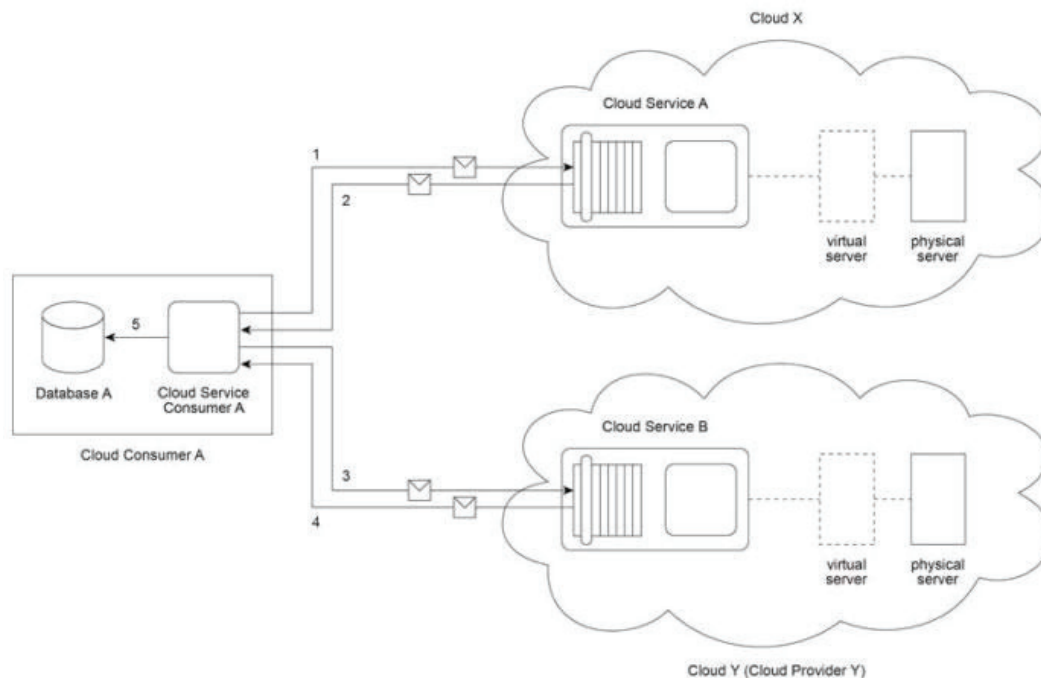 Cloud X
Cloud Service A
1
2
virtual
server
physical
server
5
Database A
Cloud Service
Consumer A
Cloud Consumer A
Cloud Service B
3
4
virtual
server
physical
server
Cloud Y (Cloud Provider Y)